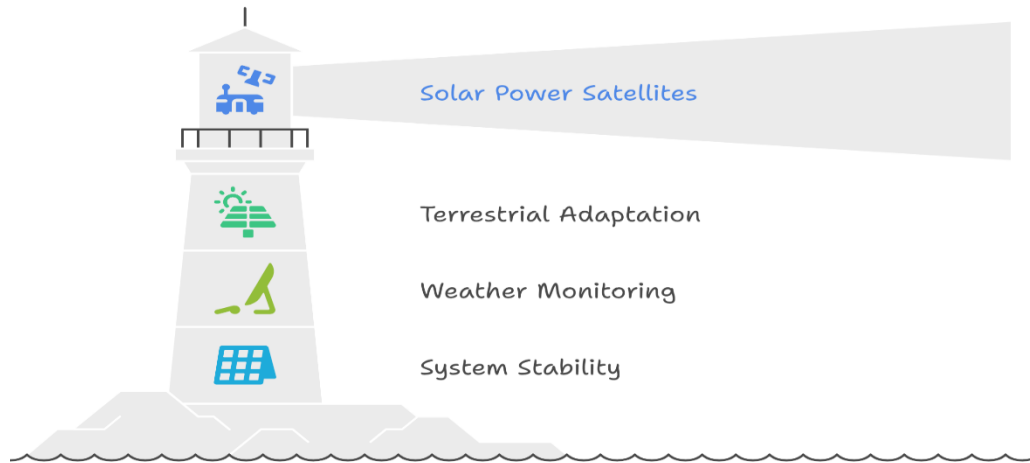 Solar Power Satellites
Terrestrial Adaptation
Weather Monitoring
System Stability